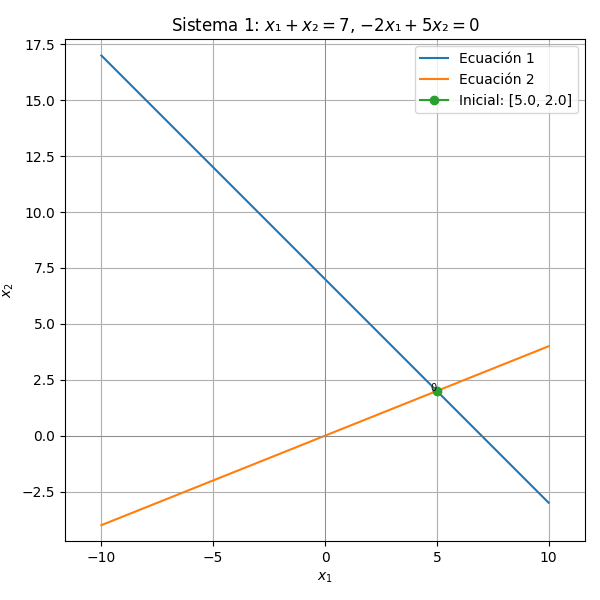 Sistema 1: x₁ + x₂ = 7, −2x₁ + 5x₂ = 0
17.5
15.0
12.5
10.0
7.5
5.0
2.5
0.0
−2.5
x₂
Ecuación 1
Ecuación 2
Inicial: [5.0, 2.0]
0
−10
−5
0
5
10
x₁